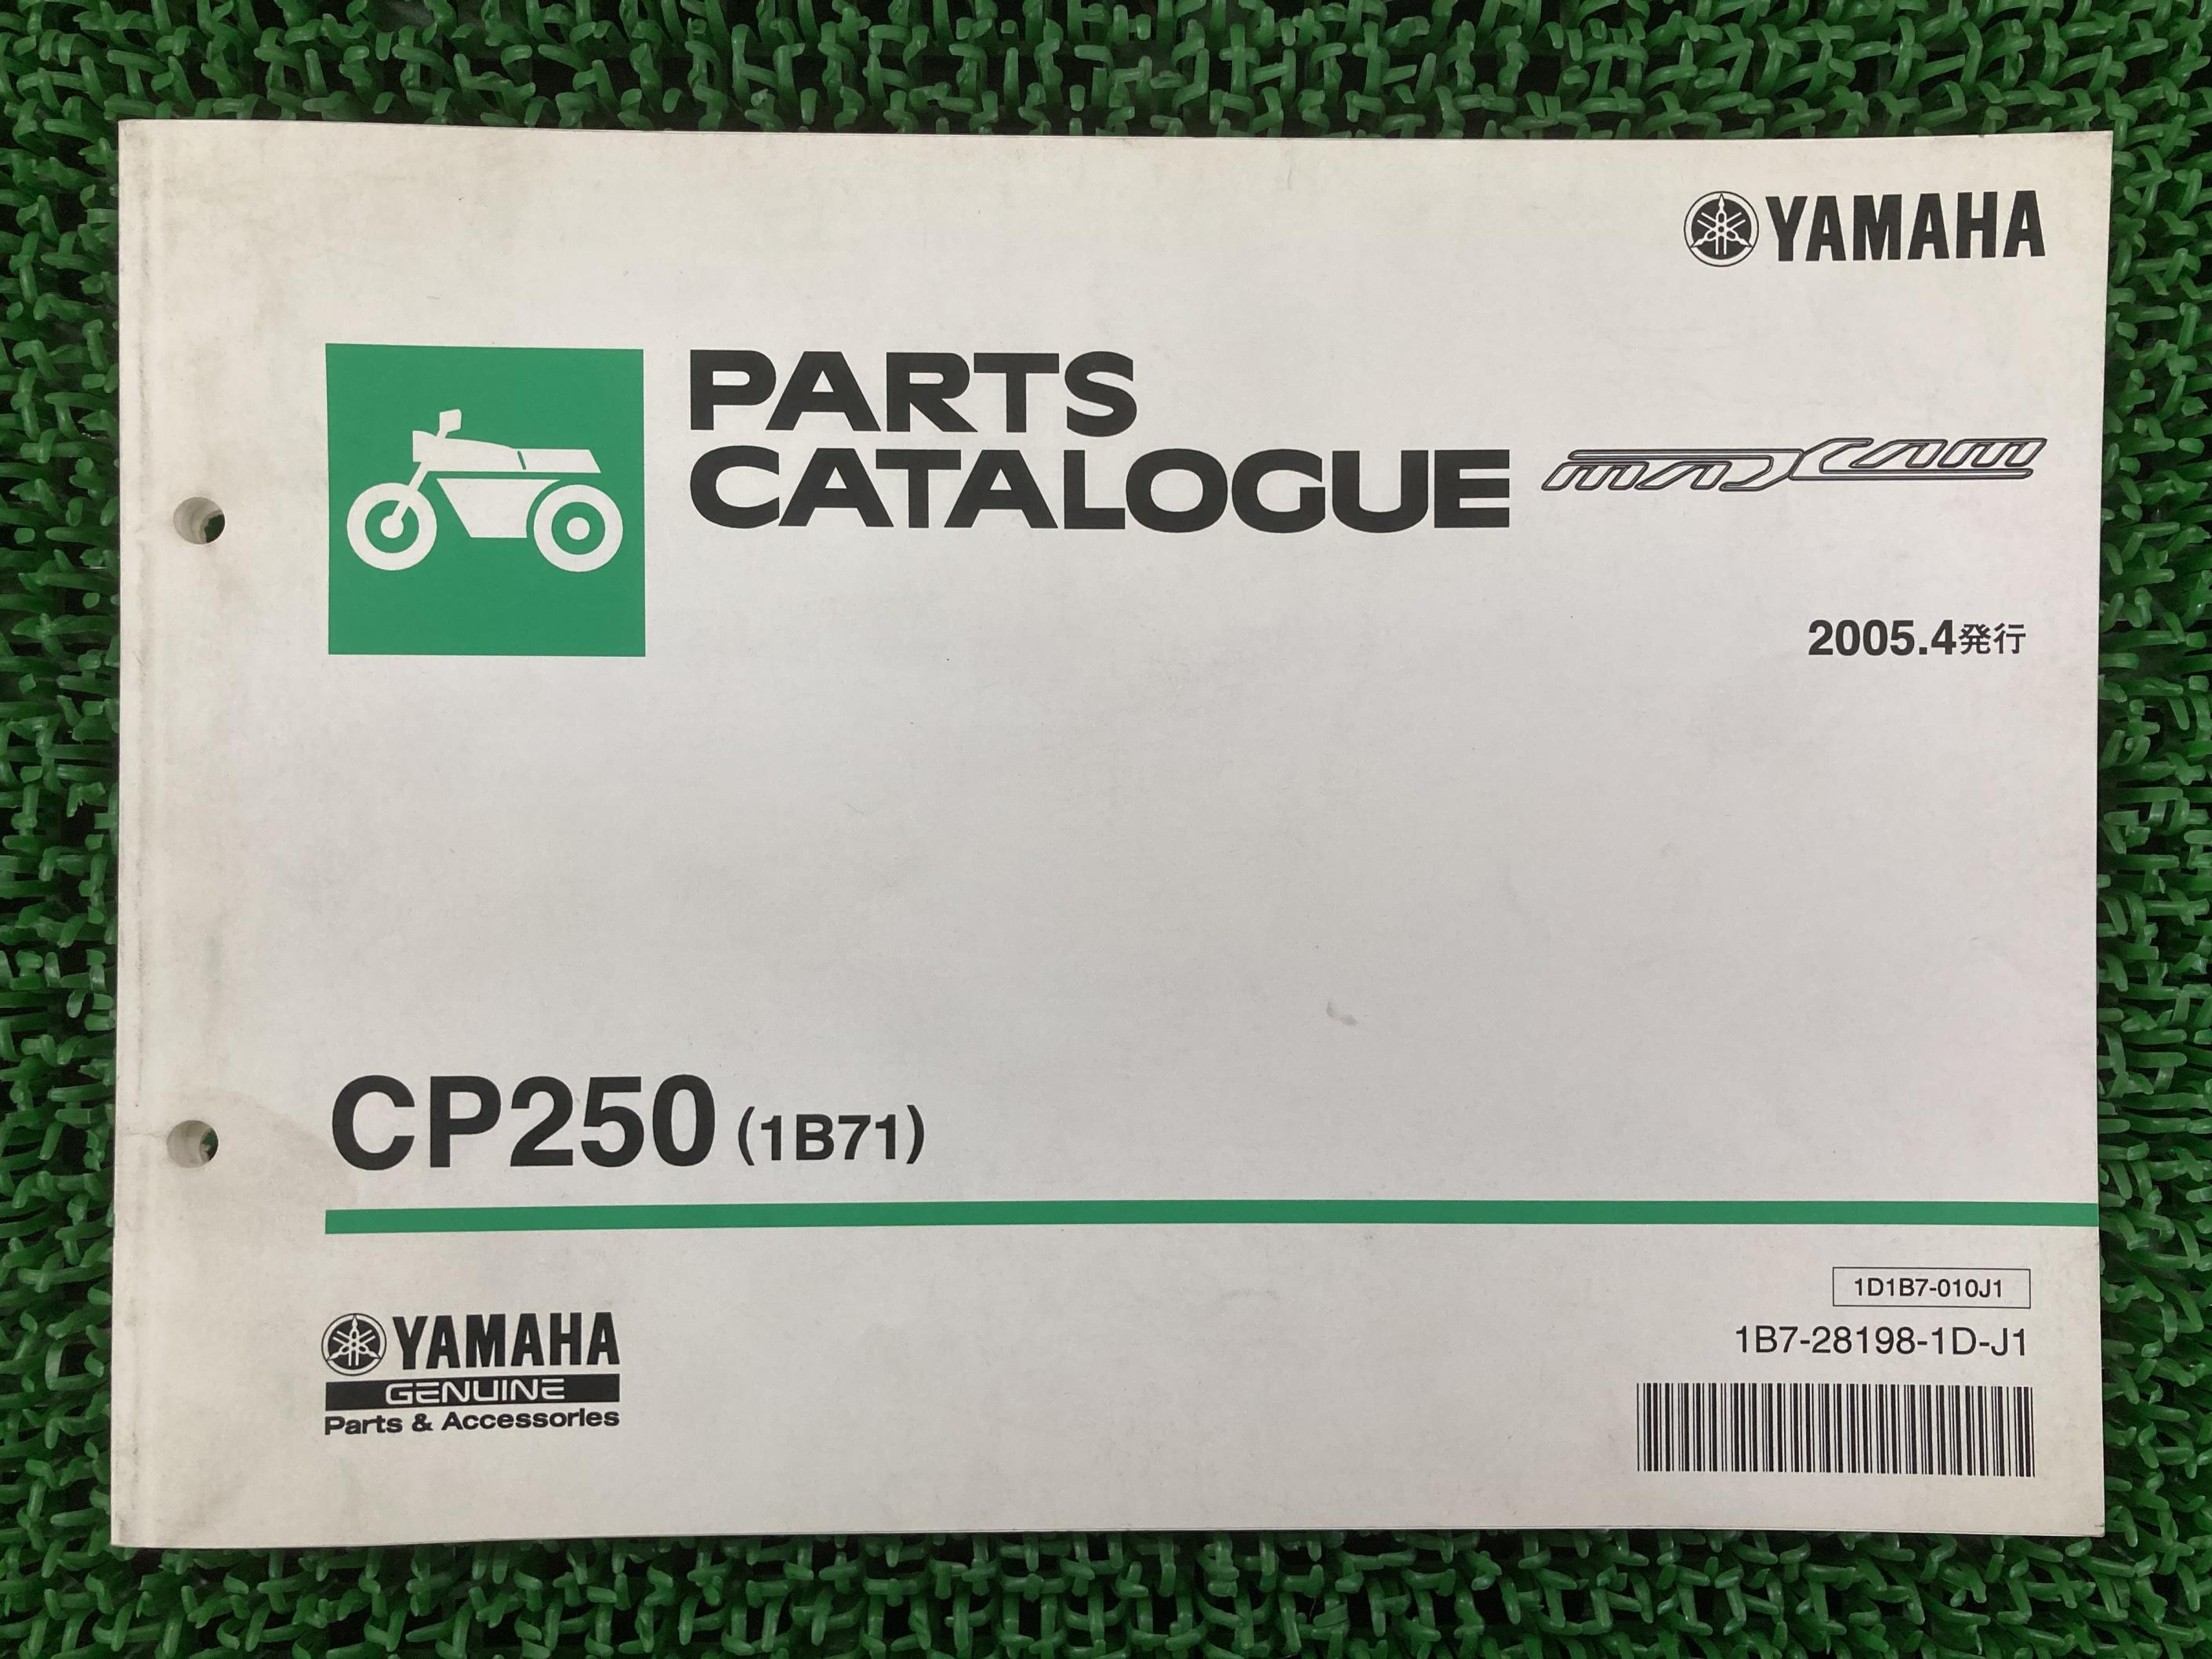 YAMAHA
PARTS
CATALOGUE
maxam
2005.4発行
CP250 (1B71)
1D1B7-010J1
1B7-28198-1D-J1
YAMAHA
GENUINE
Parts & Accessories